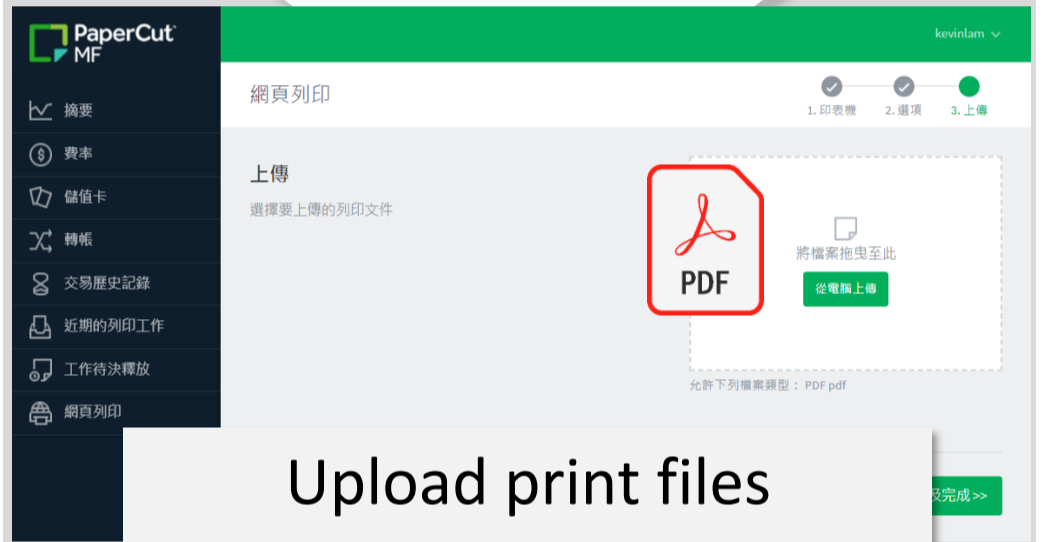 PaperCut
MF
kevinlam
摘要
費率
儲值卡
轉帳
交易歷史記錄
近期的列印工作
工作待決釋放
網頁列印
網頁列印
1. 印表機
2. 選項
3. 上傳
上傳
選擇要上傳的列印文件
PDF
將檔案拖曳至此
從電腦上傳
允許下列檔案類型： PDF pdf
及完成 >>
Upload print files